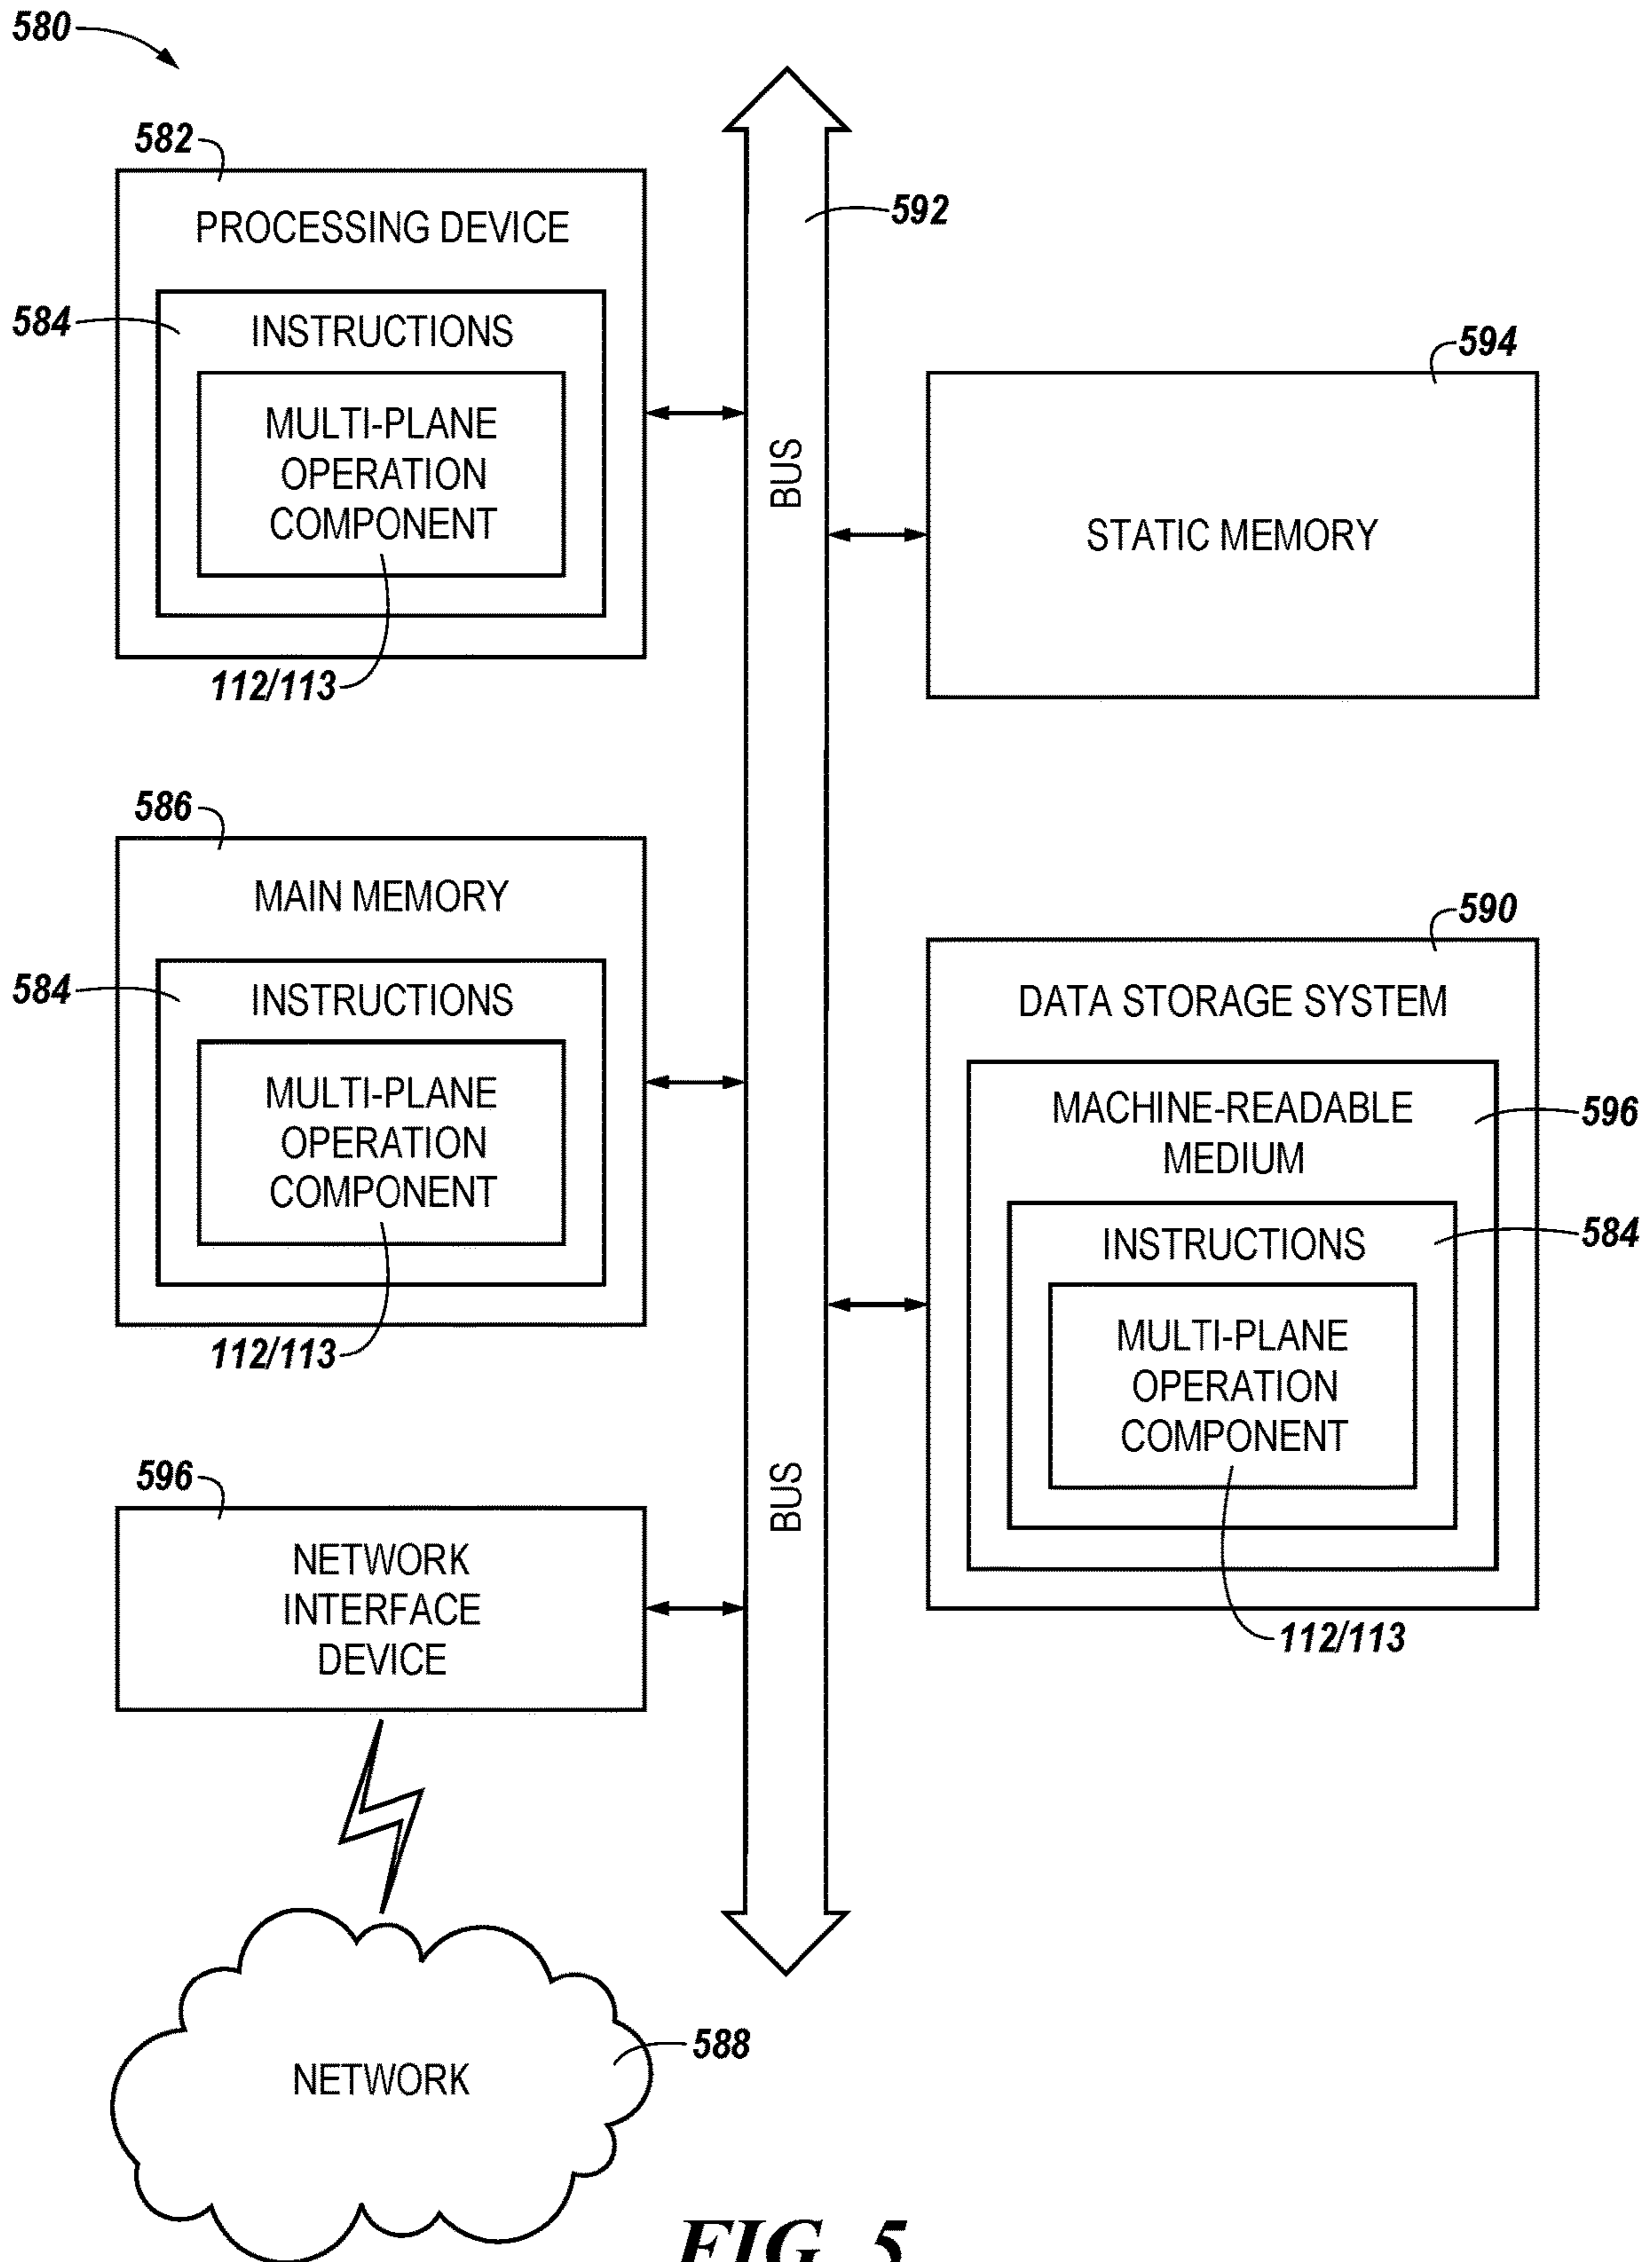 580
582
PROCESSING DEVICE
584
INSTRUCTIONS
MULTI-PLANE
OPERATION
COMPONENT
112/113
586
MAIN MEMORY
584
INSTRUCTIONS
MULTI-PLANE
OPERATION
COMPONENT
112/113
596
NETWORK
INTERFACE
DEVICE
NETWORK
588
592
BUS
BUS
594
STATIC MEMORY
590
DATA STORAGE SYSTEM
MACHINE-READABLE
MEDIUM
596
INSTRUCTIONS
584
MULTI-PLANE
OPERATION
COMPONENT
112/113
FIG. 5